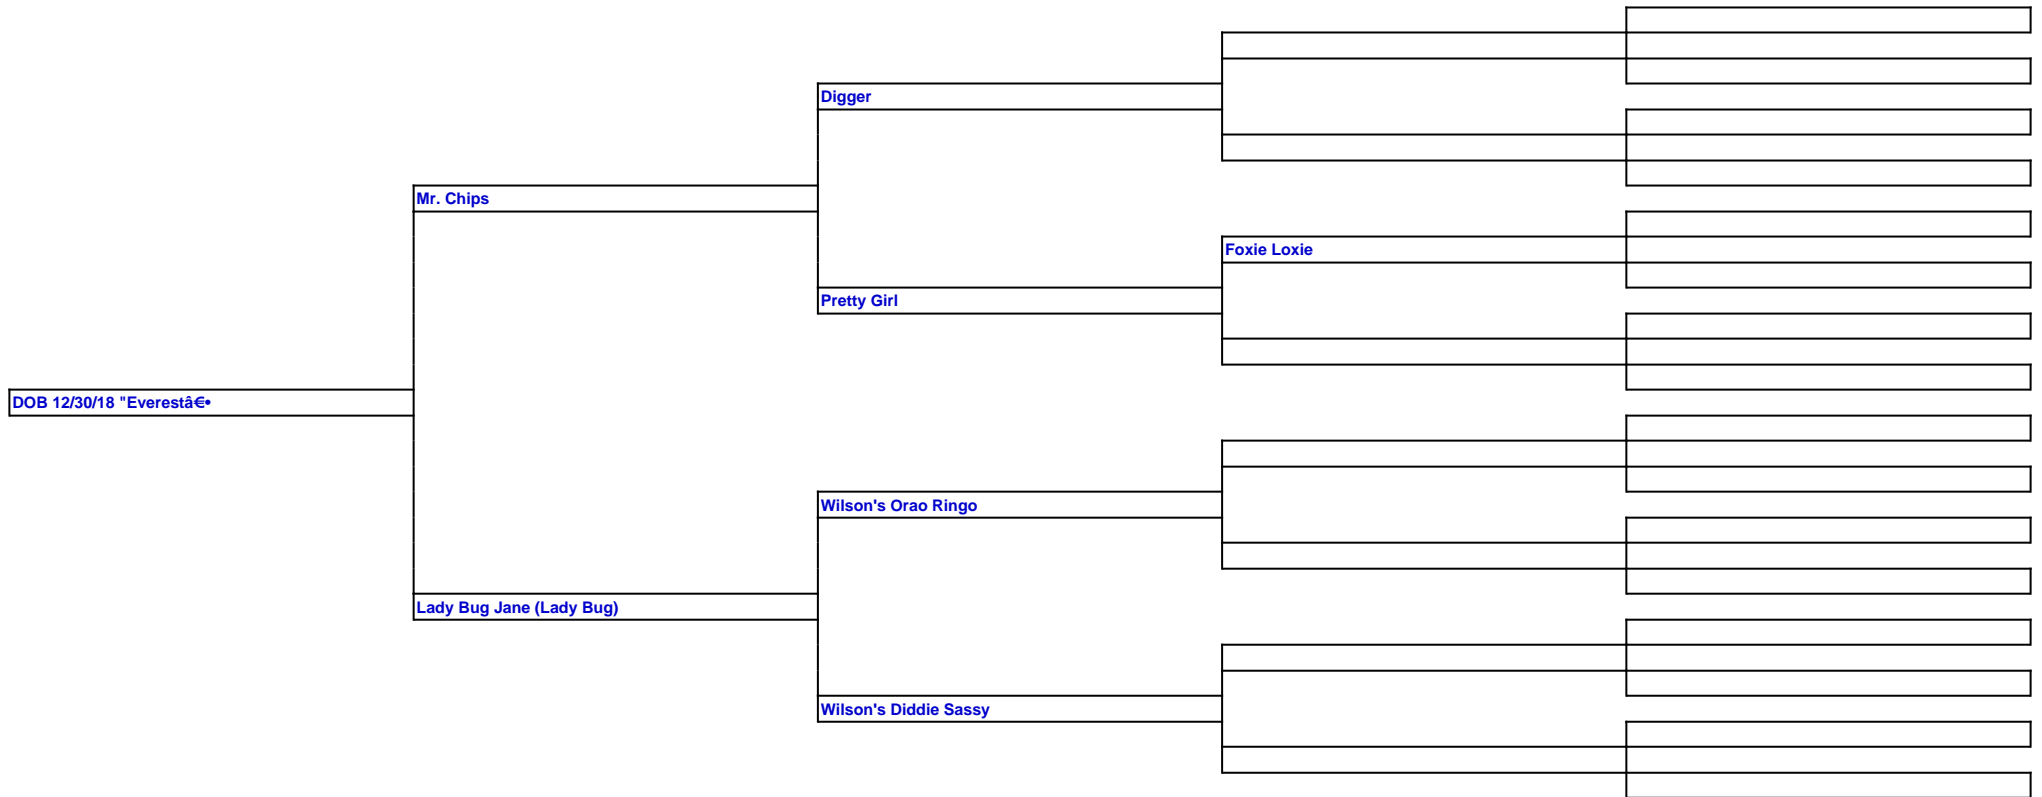 Digger
Mr. Chips
Foxie Loxie
Pretty Girl
DOB 12/30/18 "Everestâ€•
Wilson's Orao Ringo
Lady Bug Jane (Lady Bug)
Wilson's Diddie Sassy